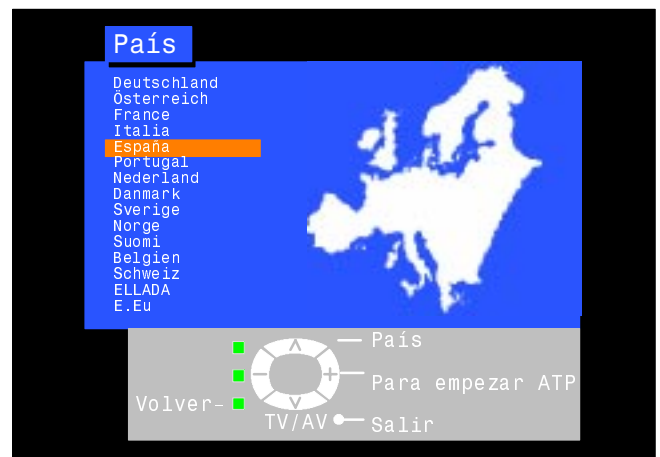 País
Deutschland
Österreich
France
Italia
España
Portugal
Nederland
Danmark
Sverige
Norge
Suomi
Belgien
Schweiz
ELLADA
E.Eu
País
Para empezar ATP
Volver-
TV/AV
Salir